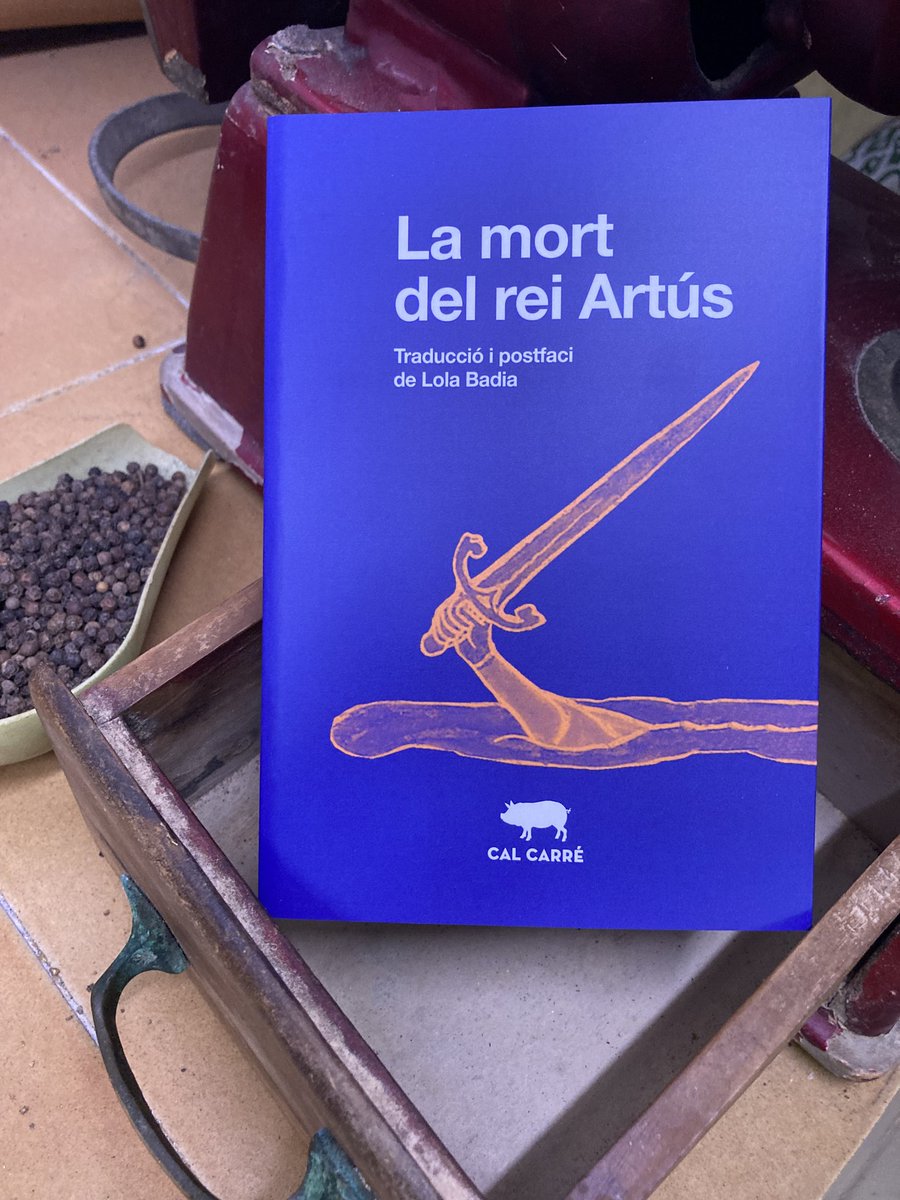 La mort
del rei Artús
Traducció i postfaci
de Lola Badia
CAL CARRÉ